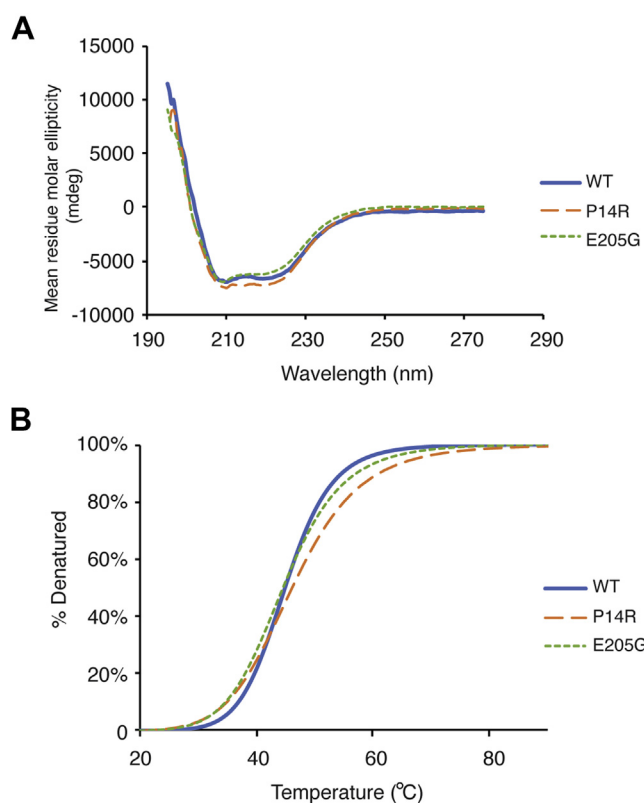 A
Mean residue molar ellipticity
(mdeg)
15000
10000
5000
0
-5000
-10000
190
210
230
250
270
290
Wavelength (nm)
WT
P14R
E205G
B
% Denatured
100%
80%
60%
40%
20%
0
20
40
60
80
Temperature (ºC)
WT
P14R
E205G